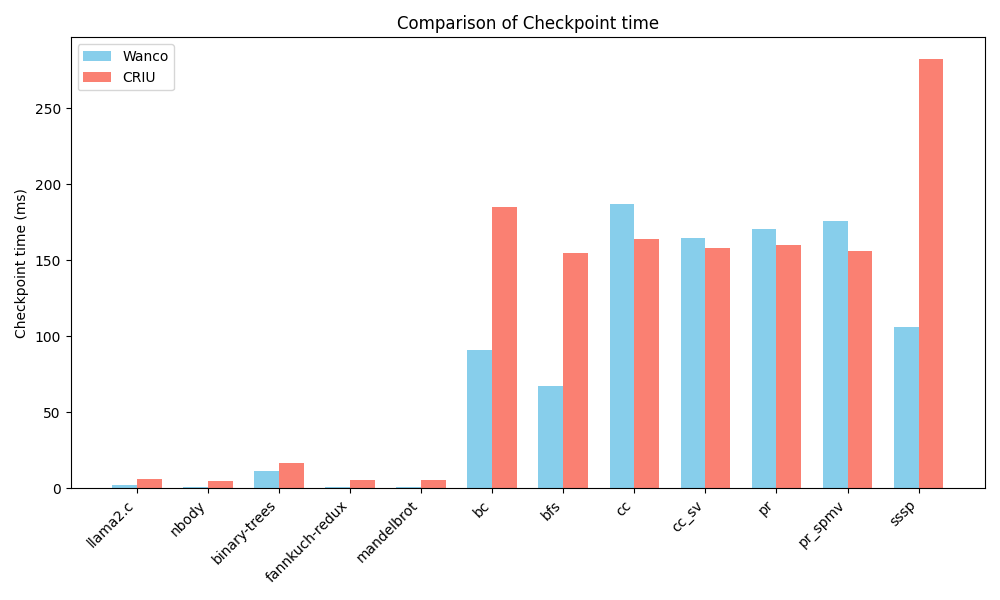 Comparison of Checkpoint time
Wanco
CRIU
Checkpoint time (ms)
250
200
150
100
50
0
llama2.c
nbody
binary-trees
fannkuch-redux
mandelbrot
bc
bfs
cc
cc_sv
pr
pr_spmv
sssp